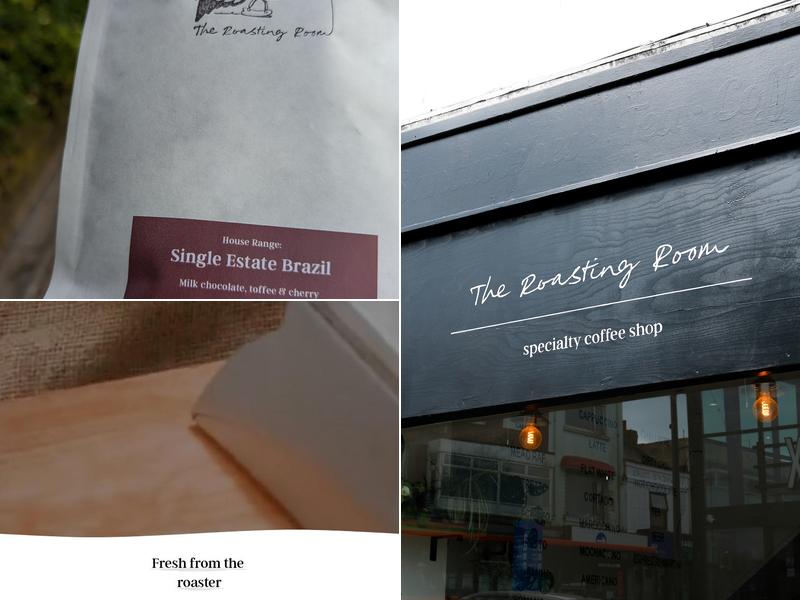 The Roasting Room
House Range:
Single Estate Brazil
Milk chocolate, toffee & cherry
Fresh from the
roaster
The Roasting Room
specialty coffee shop
CAPPUCCINO
LATTE
FLAT WHITE
CORTADO
MOCHACCINO
AMERICANO